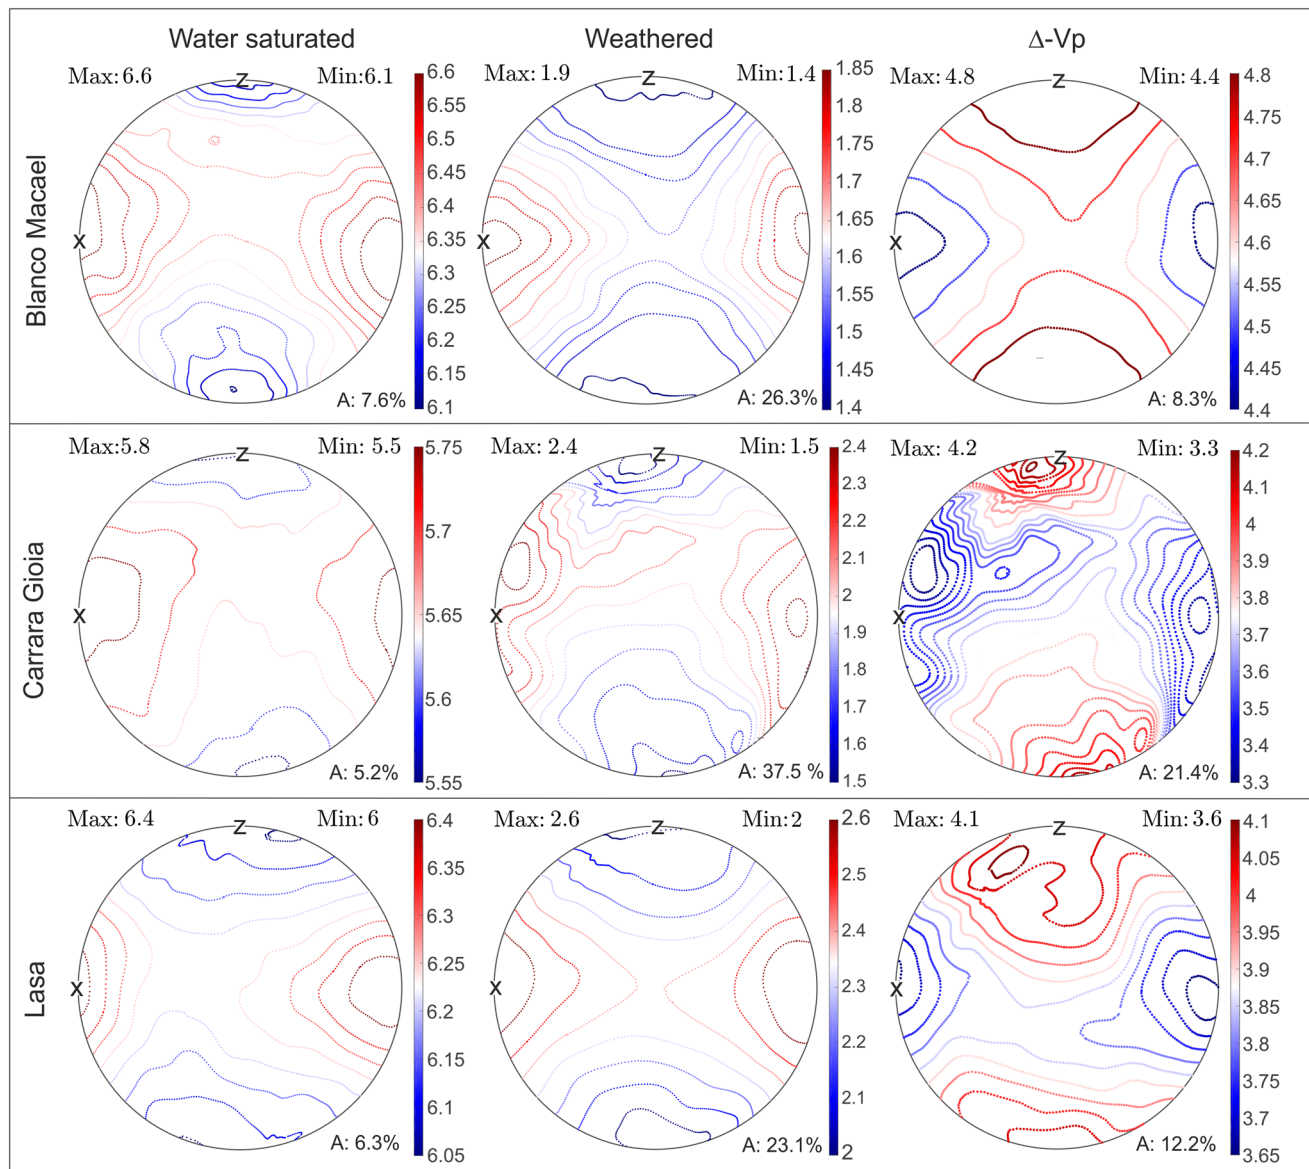 Water saturated
Weathered
Δ-Vp
Blanco Macael
Max: 6.6
Min: 6.1
Z
X
A: 7.6%
6.6
6.55
6.5
6.45
6.4
6.35
6.3
6.25
6.2
6.15
6.1
Max: 1.9
Min: 1.4
Z
X
A: 26.3%
1.85
1.8
1.75
1.7
1.65
1.6
1.55
1.5
1.45
1.4
Max: 4.8
Min: 4.4
Z
X
A: 8.3%
4.8
4.75
4.7
4.65
4.6
4.55
4.5
4.45
4.4
Carrara Gioia
Max: 5.8
Min: 5.5
Z
X
A: 5.2%
5.75
5.7
5.65
5.6
5.55
Max: 2.4
Min: 1.5
Z
X
A: 37.5 %
2.4
2.3
2.2
2.1
2
1.9
1.8
1.7
1.6
1.5
Max: 4.2
Min: 3.3
Z
X
A: 21.4%
4.2
4.1
4
3.9
3.8
3.7
3.6
3.5
3.4
3.3
Lasa
Max: 6.4
Min: 6
Z
X
A: 6.3%
6.4
6.35
6.3
6.25
6.2
6.15
6.1
6.05
Max: 2.6
Min: 2
Z
X
A: 23.1%
2.6
2.5
2.4
2.3
2.2
2.1
2
Max: 4.1
Min: 3.6
Z
X
A: 12.2%
4.1
4.05
4
3.95
3.9
3.85
3.8
3.75
3.7
3.65